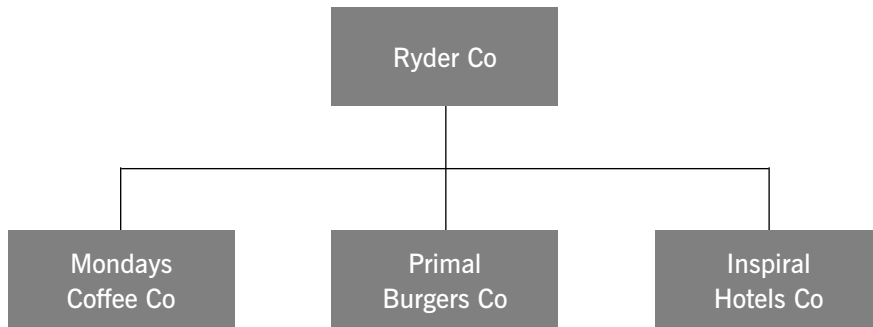 Ryder Co
Mondays
Coffee Co
Primal
Burgers Co
Inspiral
Hotels Co